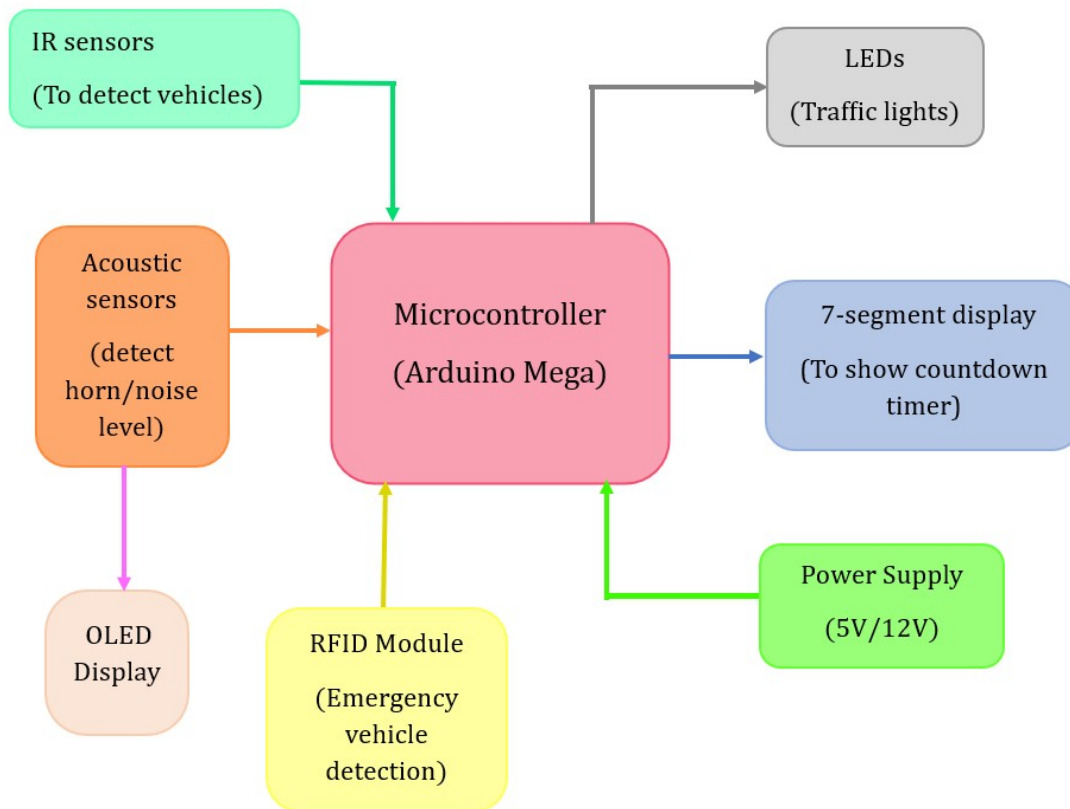 IR sensors
(To detect vehicles)
LEDs
(Traffic lights)
Acoustic
sensors
(detect
horn/noise
level)
Microcontroller
(Arduino Mega)
7-segment display
(To show countdown
timer)
OLED
Display
RFID Module
(Emergency
vehicle
detection)
Power Supply
(5V/12V)